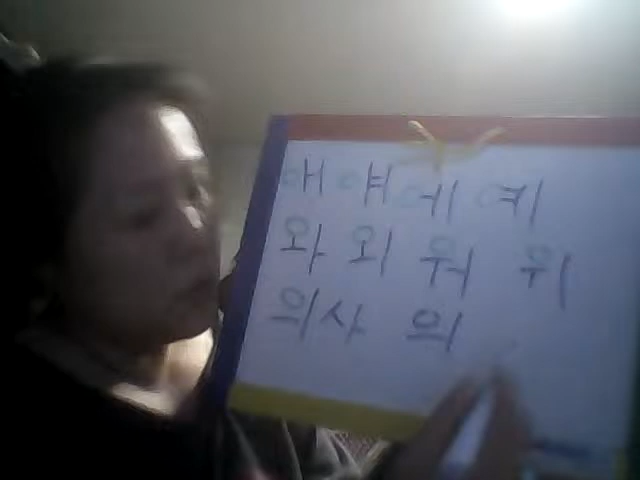 애 얘 에 예
와 외 워 위
의사 의